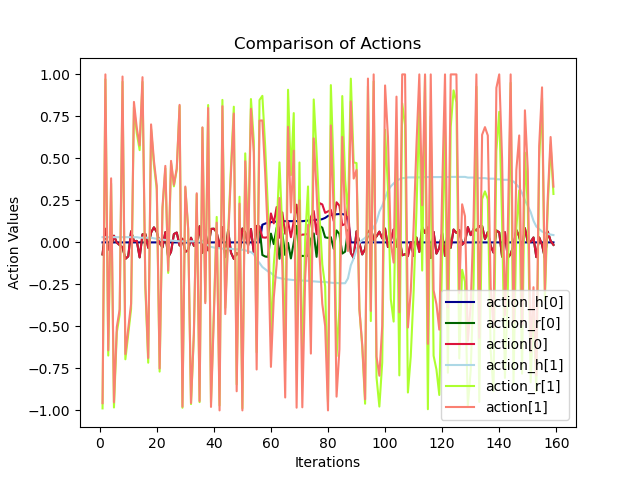 Comparison of Actions
Action Values
1.00
0.75
0.50
0.25
0.00
−0.25
−0.50
−0.75
−1.00
action_h[0]
action_r[0]
action[0]
action_h[1]
action_r[1]
action[1]
0 20 40 60 80 100 120 140 160
Iterations